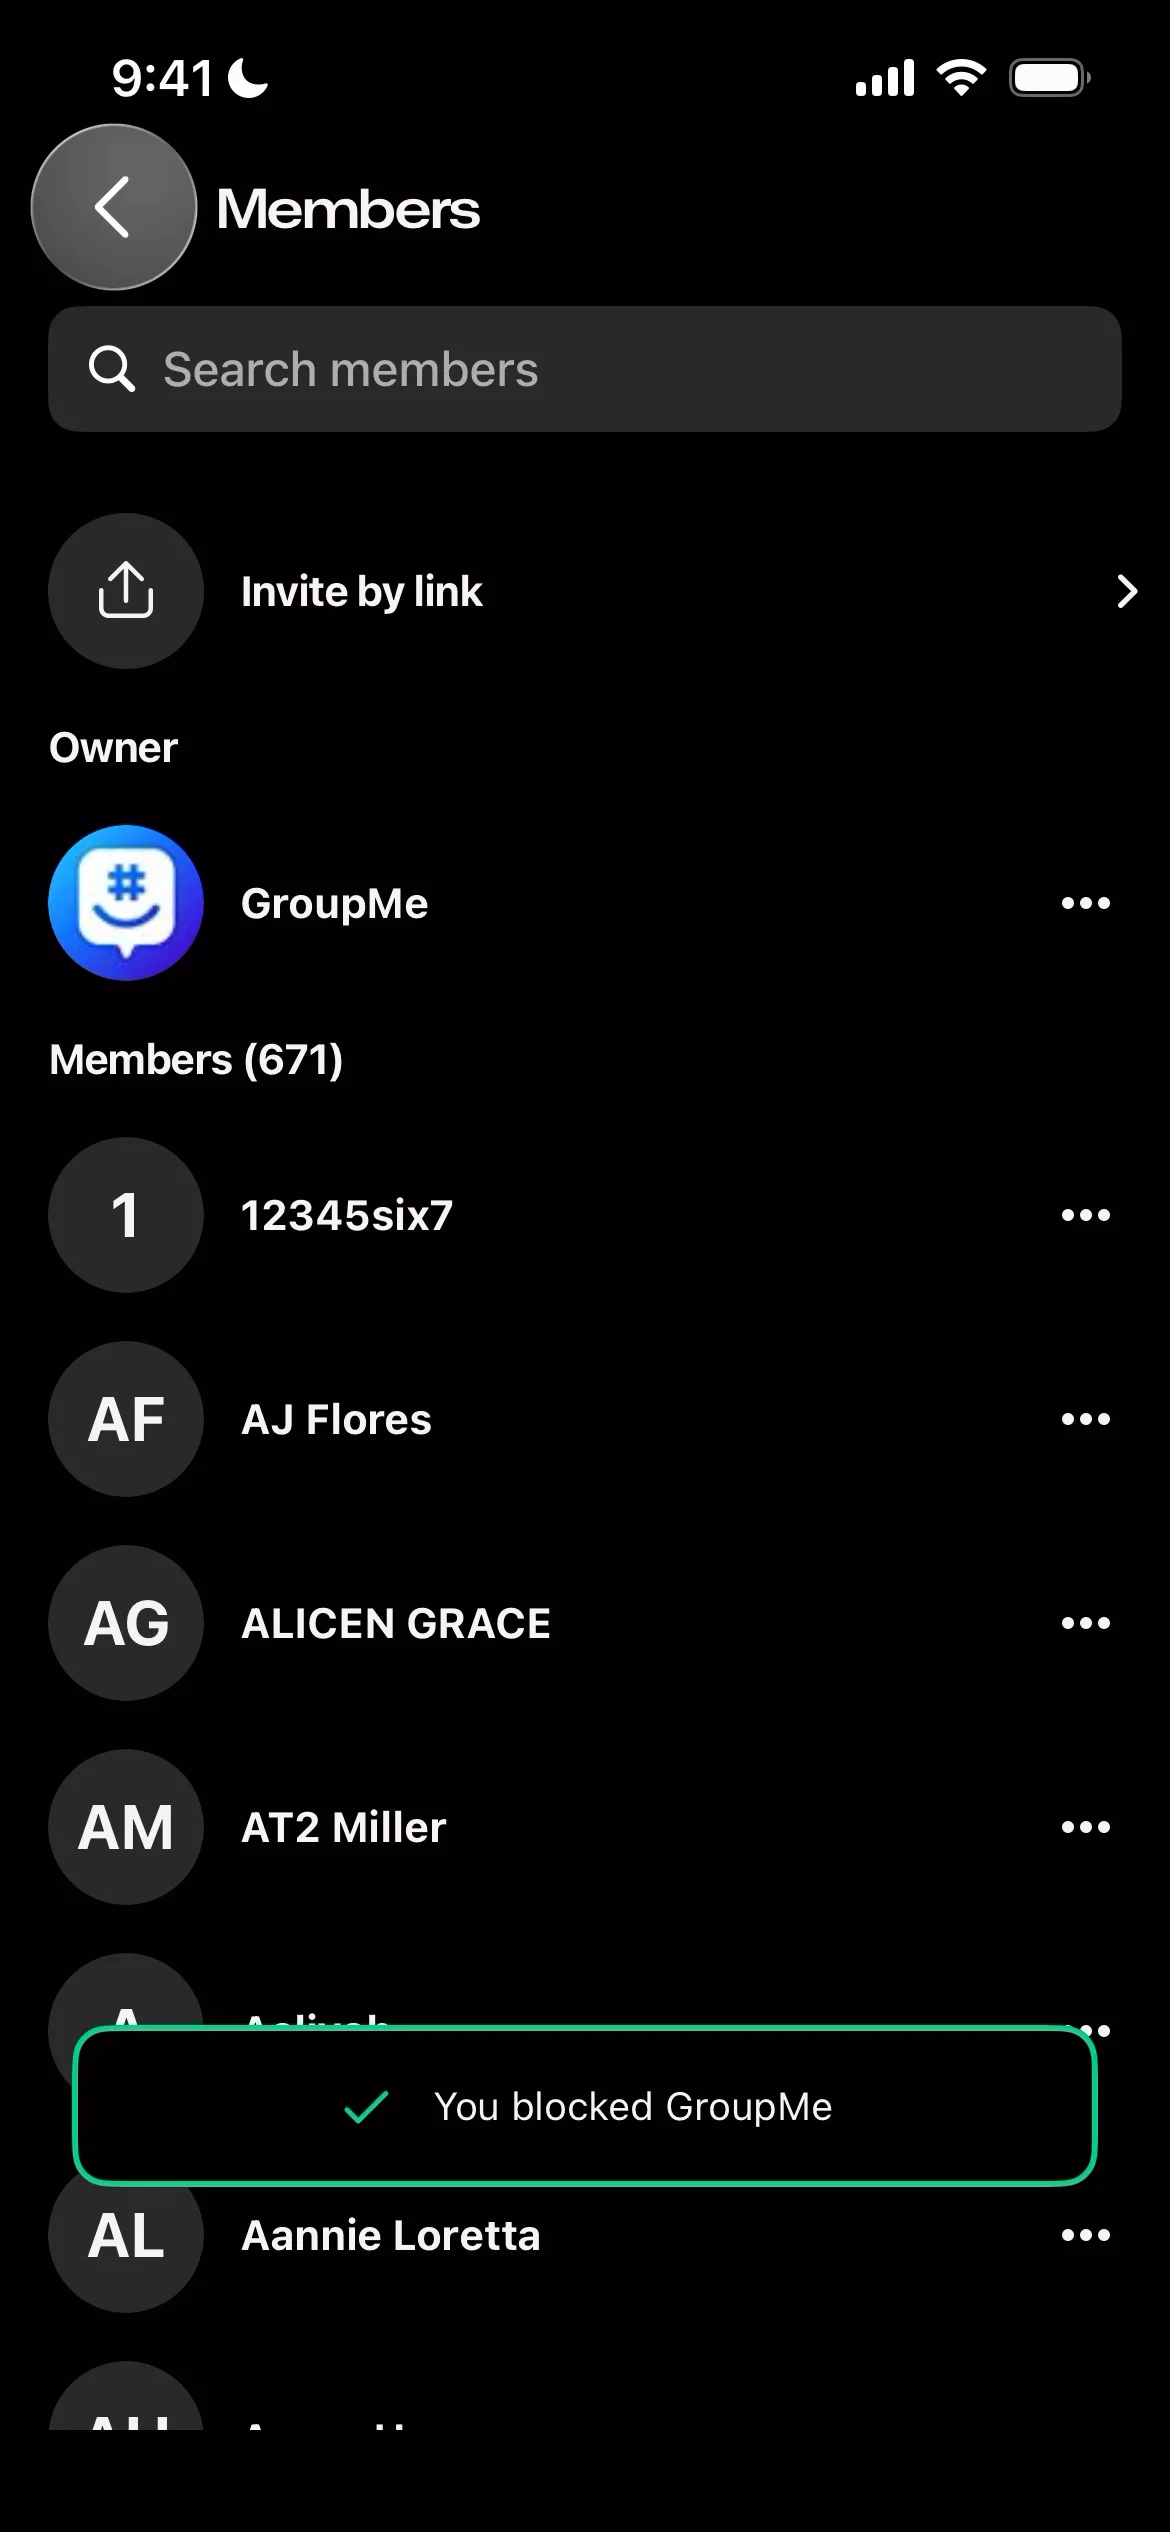 9:41
Members
Search members
Invite by link
Owner
GroupMe
Members (671)
1
12345six7
AF
AJ Flores
AG
ALICEN GRACE
AM
AT2 Miller
You blocked GroupMe
AL
Aannie Loretta